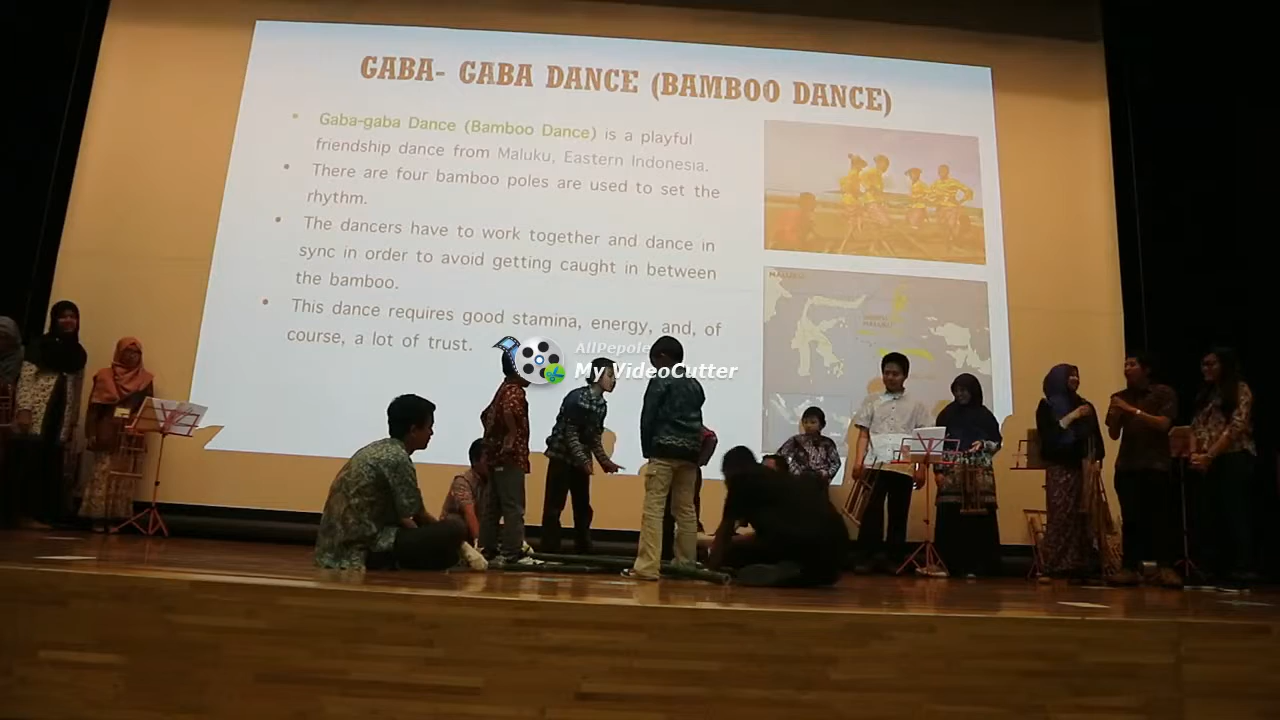 GABA- GABA DANCE (BAMBOO DANCE)
Gaba-gaba Dance (Bamboo Dance) is a playful
friendship dance from Maluku, Eastern Indonesia.
There are four bamboo poles are used to set the
rhythm.
The dancers have to work together and dance in
sync in order to avoid getting caught in between
the bamboo.
This dance requires good stamina, energy, and, of
course, a lot of trust.
MALUKU
AllPepole
My VideoCutter